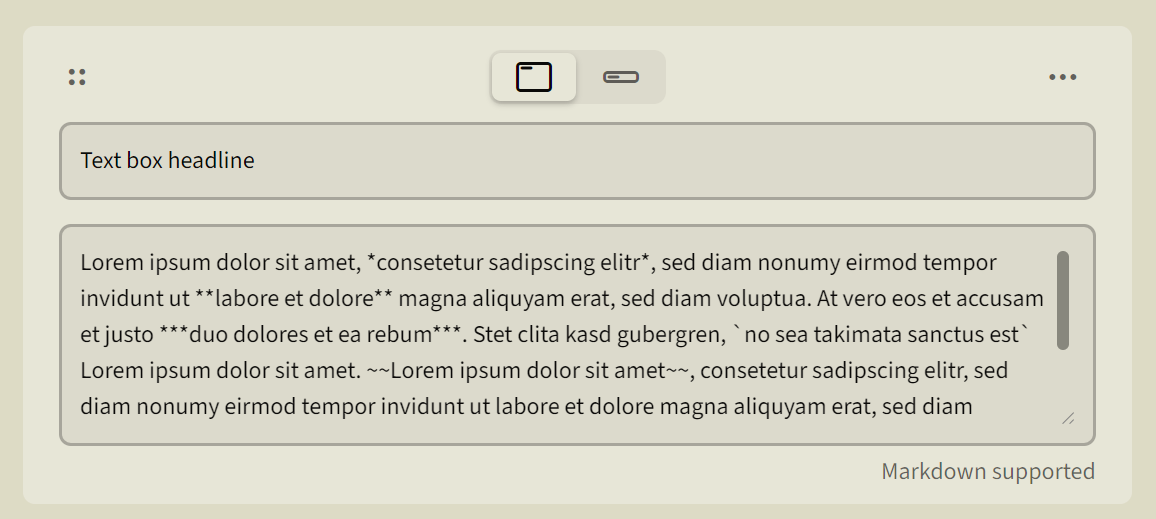 Text box headline
Lorem ipsum dolor sit amet, *consetetur sadipscing elitr*, sed diam nonumy eirmod tempor
invidunt ut **labore et dolore** magna aliquyam erat, sed diam voluptua. At vero eos et accusam
et justo ***duo dolores et ea rebum***. Stet clita kasd gubergren, `no sea takimata sanctus est`
Lorem ipsum dolor sit amet. ~~Lorem ipsum dolor sit amet~~, consetetur sadipscing elitr, sed
diam nonumy eirmod tempor invidunt ut labore et dolore magna aliquyam erat, sed diam
Markdown supported